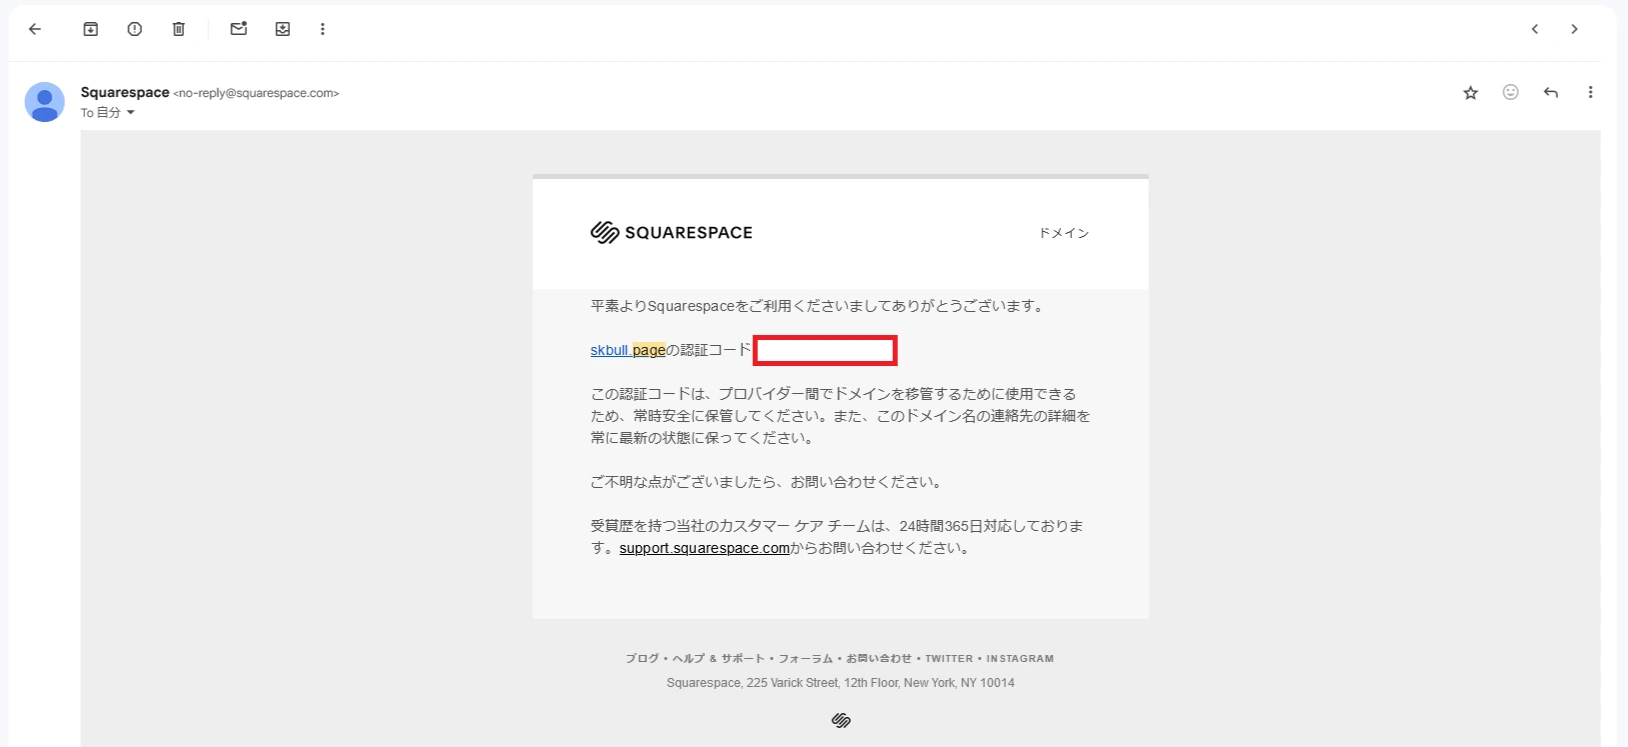 Squarespace <no-reply@squarespace.com>
To 自分
SQUARESPACE
ドメイン
平素よりSquarespaceをご利用くださいましてありがとうございます。
skbull.pageの認証コード
この認証コードは、プロバイダー間でドメインを移管するために使用できる
ため、常時安全に保管してください。また、このドメイン名の連絡先の詳細を
常に最新の状態に保ってください。
ご不明な点がございましたら、お問い合わせください。
受賞歴を持つ当社のカスタマー ケア チームは、24時間365日対応しておりま
す。support.squarespace.comからお問い合わせください。
ブログ • ヘルプ & サポート • フォーラム • お問い合わせ • TWITTER • INSTAGRAM
Squarespace, 225 Varick Street, 12th Floor, New York, NY 10014